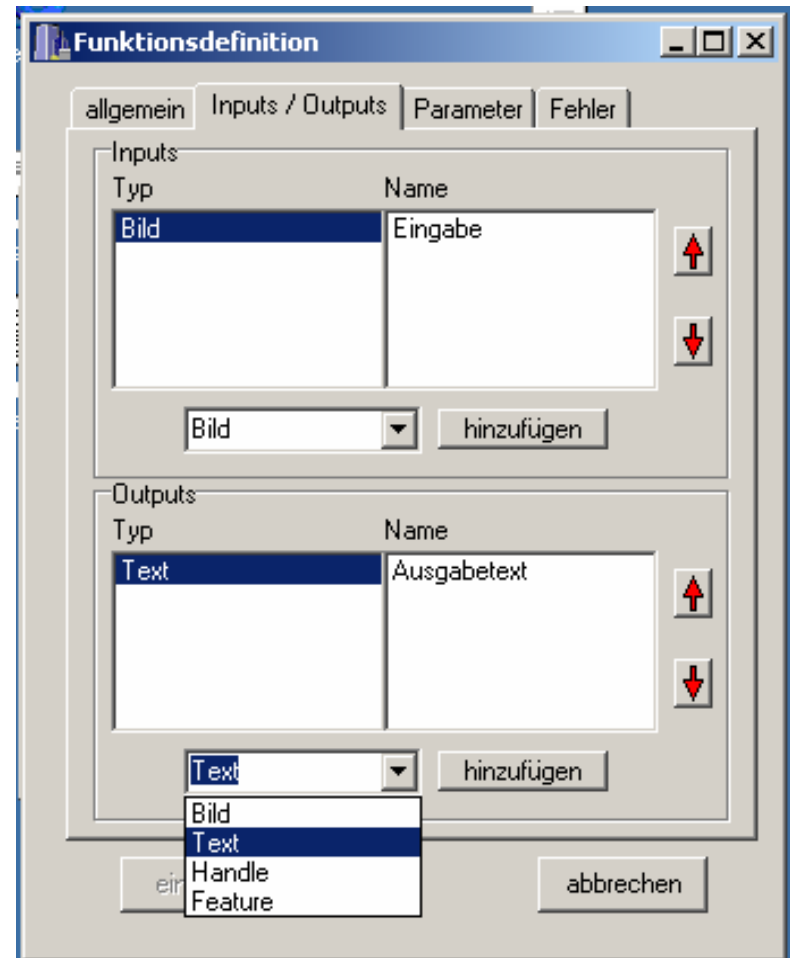 Funktionsdefinition
allgemein Inputs / Outputs Parameter Fehler
Inputs
Typ Name
Bild Eingabe
Bild hinzufügen
Outputs
Typ Name
Text Ausgabetext
Text hinzufügen
Bild
Text
Handle
Feature
abbrechen